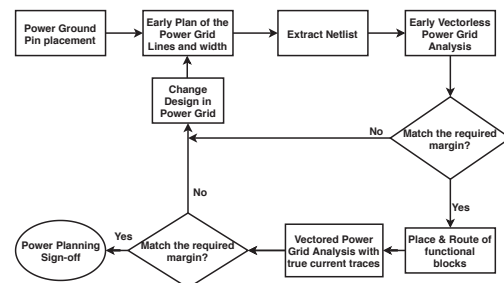 Power Ground
Pin placement
Early Plan of the
Power Grid
Lines and width
Extract Netlist
Early Vectorless
Power Grid
Analysis
Change
Design in
Power Grid
No
Match the required
margin?
Yes
No
Power Planning
Sign-off
Yes
Match the required
margin?
Vectored Power
Grid Analysis with
true current traces
Place & Route of
functional
blocks